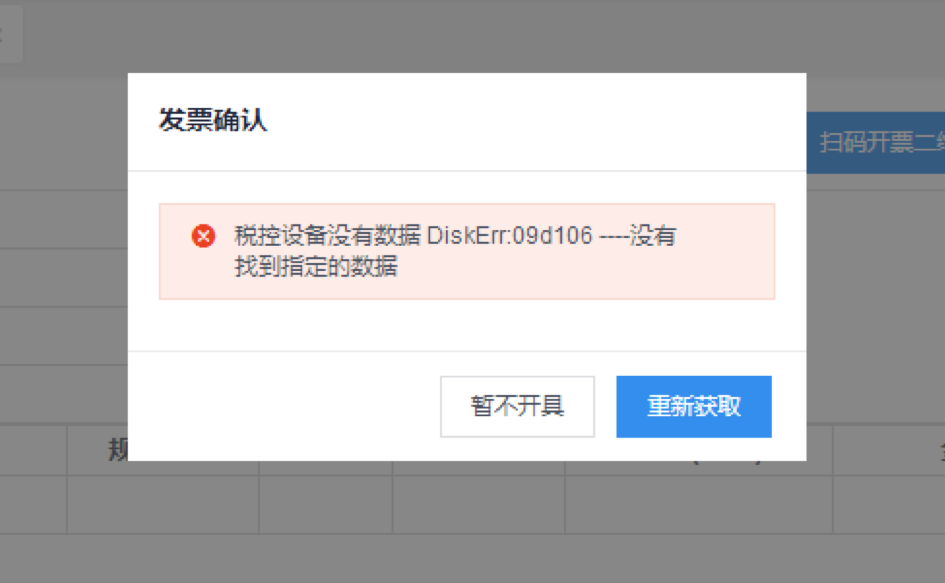 发票确认
扫码开票二
税控设备没有数据 DiskErr:09d106 ----没有
找到指定的数据
暂不开具
重新获取
规